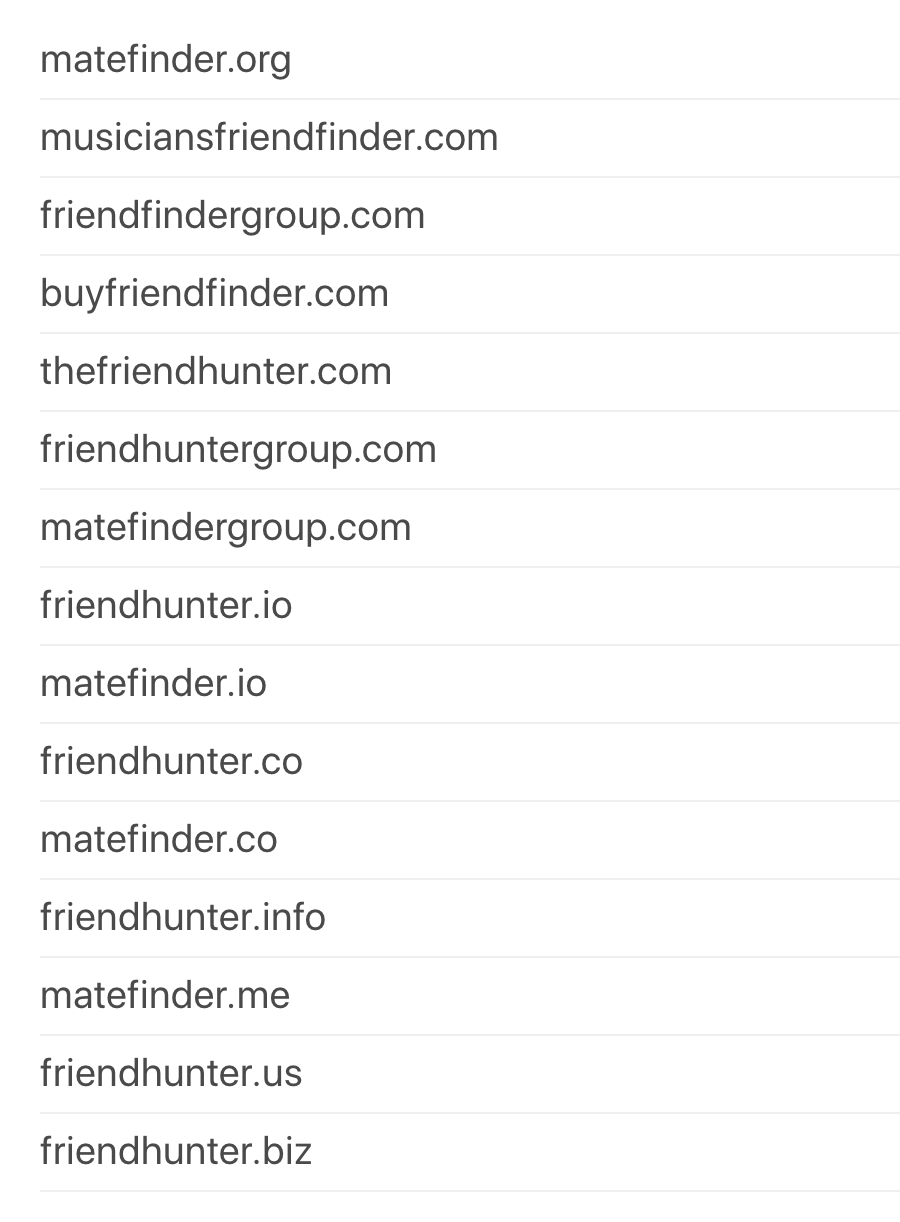 matefinder.org
musiciansfriendfinder.com
friendfindergroup.com
buyfriendfinder.com
thefriendhunter.com
friendhuntergroup.com
matefindergroup.com
friendhunter.io
matefinder.io
friendhunter.co
matefinder.co
friendhunter.info
matefinder.me
friendhunter.us
friendhunter.biz